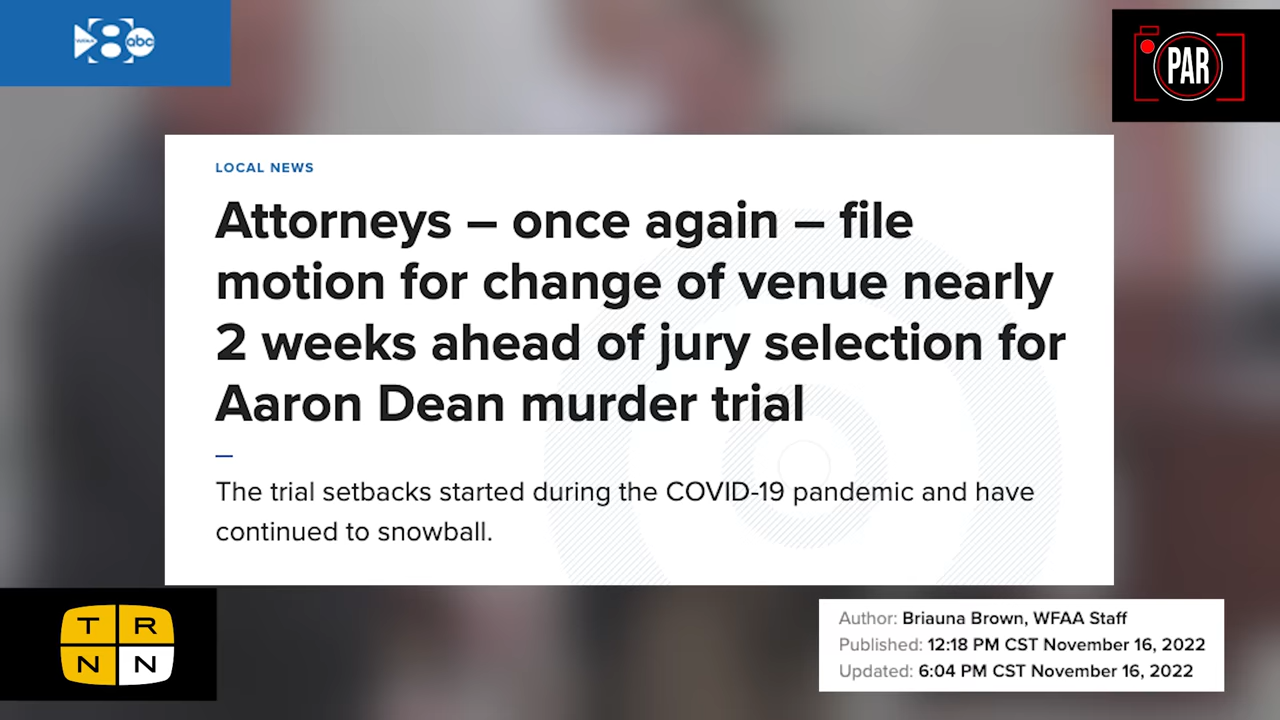 8 abc
PAR
LOCAL NEWS
Attorneys – once again – file
motion for change of venue nearly
2 weeks ahead of jury selection for
Aaron Dean murder trial
The trial setbacks started during the COVID-19 pandemic and have
continued to snowball.
T R
N N
Author: Briauna Brown, WFAA Staff
Published: 12:18 PM CST November 16, 2022
Updated: 6:04 PM CST November 16, 2022